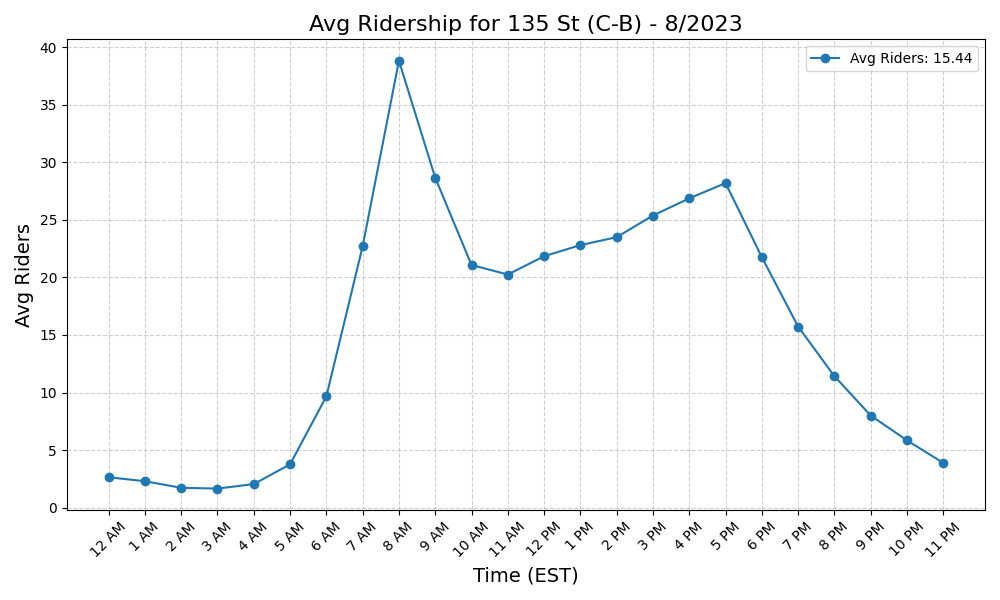 Avg Ridership for 135 St (C-B) - 8/2023
Avg Riders: 15.44
Avg Riders
40
35
30
25
20
15
10
5
0
12 AM
1 AM
2 AM
3 AM
4 AM
5 AM
6 AM
7 AM
8 AM
9 AM
10 AM
11 AM
12 PM
1 PM
2 PM
3 PM
4 PM
5 PM
6 PM
7 PM
8 PM
9 PM
10 PM
11 PM
Time (EST)